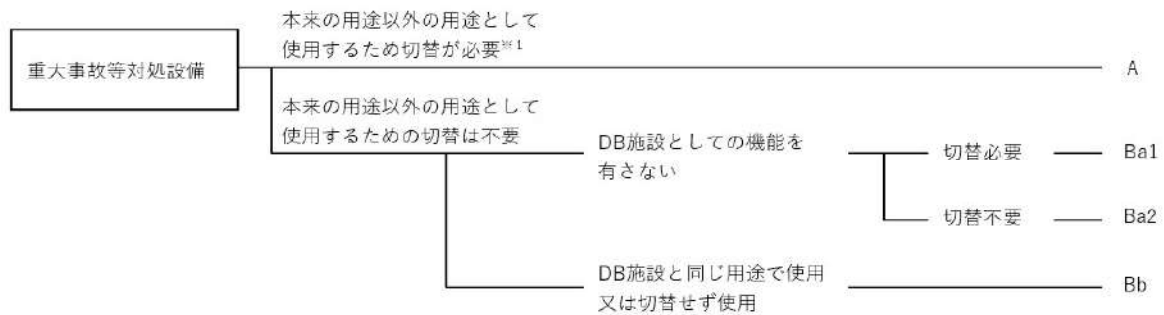 本来の用途以外の用途として
使用するため切替が必要※1
重大事故等対処設備
A
本来の用途以外の用途として
使用するための切替は不要
DB施設としての機能を
有さない
切替必要
Ba1
切替不要
Ba2
DB施設と同じ用途で使用
又は切替せず使用
Bb